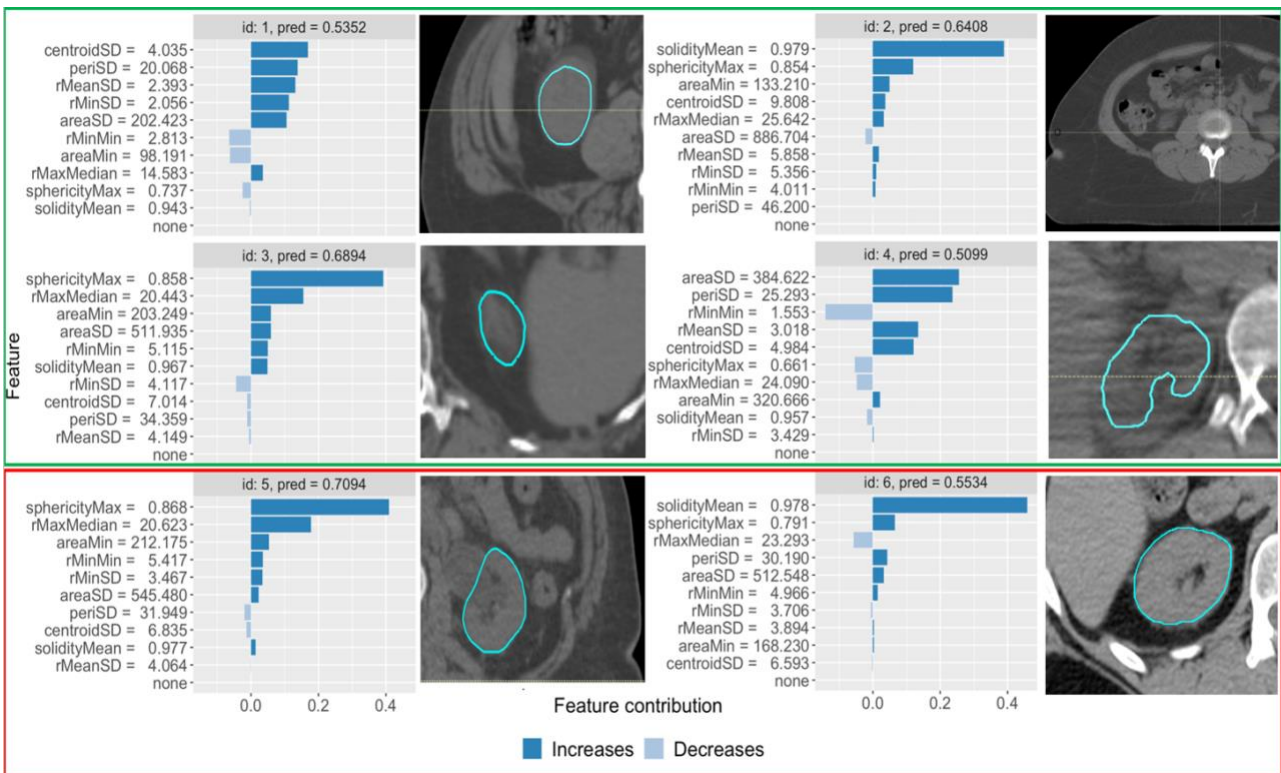 id: 1, pred = 0.5352
centroidSD = 4.035
periSD = 20.068
rMeanSD = 2.393
rMinSD = 2.056
areaSD = 202.423
rMinMin = 2.813
areaMin = 98.191
rMaxMedian = 14.583
sphericityMax = 0.737
solidityMean = 0.943
none
id: 2, pred = 0.6408
solidityMean = 0.979
sphericityMax = 0.854
areaMin = 133.210
centroidSD = 9.808
rMaxMedian = 25.642
areaSD = 886.704
rMeanSD = 5.858
rMinSD = 5.356
rMinMin = 4.011
periSD = 46.200
none
id: 3, pred = 0.6894
sphericityMax = 0.858
rMaxMedian = 20.443
areaMin = 203.249
areaSD = 511.935
rMinMin = 5.115
solidityMean = 0.967
rMinSD = 4.117
centroidSD = 7.014
periSD = 34.359
rMeanSD = 4.149
none
id: 4, pred = 0.5099
areaSD = 384.622
periSD = 25.293
rMinMin = 1.553
rMeanSD = 3.018
centroidSD = 4.984
sphericityMax = 0.661
rMaxMedian = 24.090
areaMin = 320.666
solidityMean = 0.957
rMinSD = 3.429
none
Feature
id: 5, pred = 0.7094
sphericityMax = 0.868
rMaxMedian = 20.623
areaMin = 212.175
rMinMin = 5.417
rMinSD = 3.467
areaSD = 545.480
periSD = 31.949
centroidSD = 6.835
solidityMean = 0.977
rMeanSD = 4.064
none
0.0 0.2 0.4
id: 6, pred = 0.5534
solidityMean = 0.978
sphericityMax = 0.791
rMaxMedian = 23.293
periSD = 30.190
areaSD = 512.548
rMinMin = 4.966
rMinSD = 3.706
rMeanSD = 3.894
areaMin = 168.230
centroidSD = 6.593
none
0.0 0.2 0.4
Feature contribution
Increases Decreases